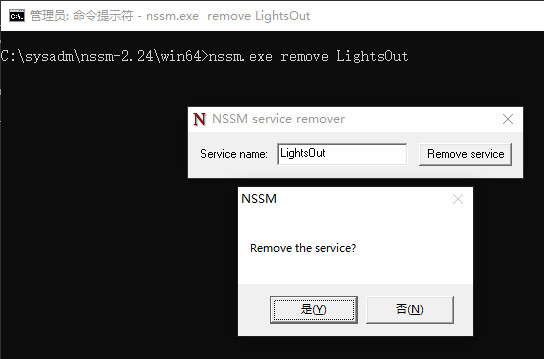 管理员: 命令提示符 - nssm.exe  remove LightsOut
C:\sysadm\nssm-2.24\win64>nssm.exe remove LightsOut
NSSM service remover
Service name: LightsOut Remove service
NSSM
Remove the service?
是(Y) 否(N)